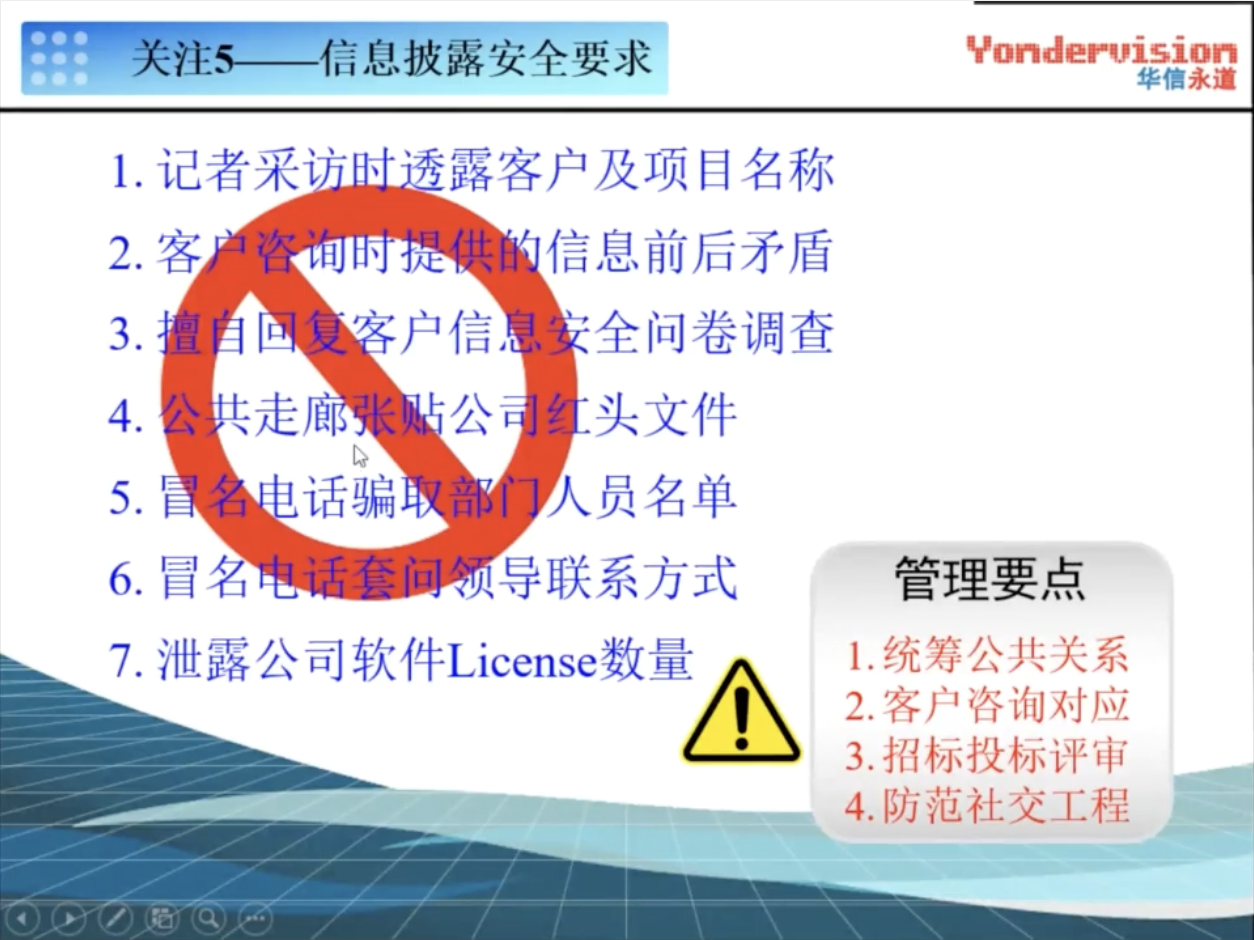 关注5——信息披露安全要求
Yondervision
华信永道
1. 记者采访时透露客户及项目名称
2. 客户咨询时提供的信息前后矛盾
3. 擅自回复客户信息安全问卷调查
4. 公共走廊张贴公司红头文件
5. 冒名电话骗取部门人员名单
6. 冒名电话套问领导联系方式
7. 泄露公司软件License数量
管理要点
1. 统筹公共关系
2. 客户咨询对应
3. 招标投标评审
4. 防范社交工程